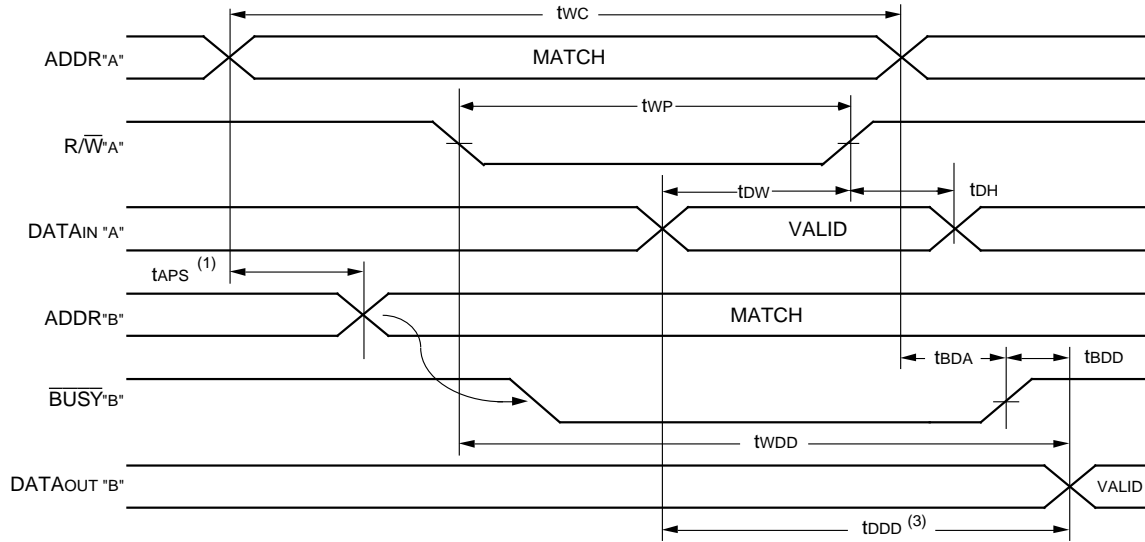 tWC
ADDR"A" MATCH
tWP
R/W̅"A"
tDW tDH
DATAIN "A" VALID
tAPS (1)
ADDR"B" MATCH
tBDA tBDD
B̅U̅S̅Y̅"B"
tWDD
DATAOUT "B" VALID
tDDD (3)